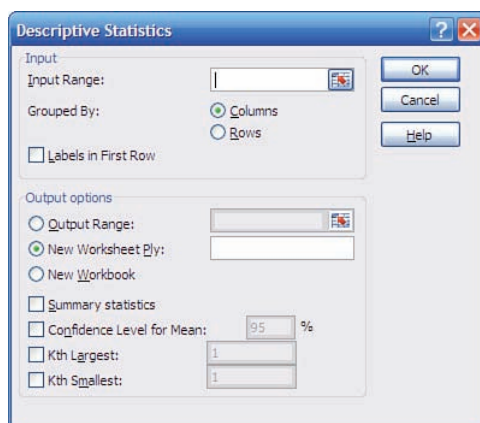 Descriptive Statistics
Input
Input Range:
OK
Grouped By:
Columns
Cancel
Rows
Help
Labels in First Row
Output options
Output Range:
New Worksheet Ply:
New Workbook
Summary statistics
Confidence Level for Mean: 95 %
Kth Largest: 1
Kth Smallest: 1